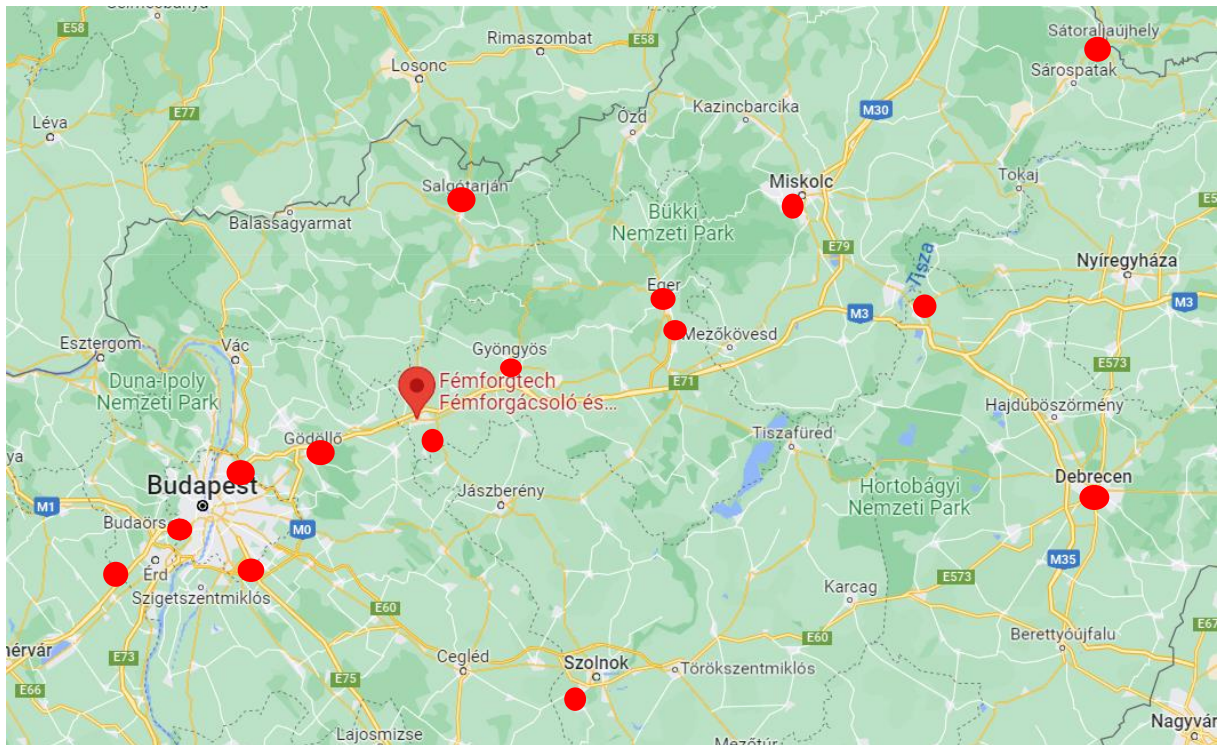 E58
Rimaszombat
E58
Sátoraljaújhely
Losonc
Sárospatak
Kazincbarcika
M30
E77
Ózd
Léva
Salgótarján
Miskolc
Tokaj
Balassagyarmat
Bükki
Nemzeti Park
E79
Tisza
Nyíregyháza
Eger
M3
M3
Esztergom
Vác
Gyöngyös
Mezőkövesd
E573
Duna-Ipoly
Nemzeti Park
Fémforgtech
Fémforgácsoló és...
E71
Hajdúböszörmény
Gödöllő
Tiszafüred
Budapest
Jászberény
Hortobágyi
Nemzeti Park
Debrecen
M1
Budaörs
M0
Érd
Szigetszentmiklós
E573
M35
Karcag
E60
E60
Berettyóújfalu
E67
hérvár
E73
Cegléd
Szolnok
Törökszentmiklós
E66
E75
Lajosmizse
Mezőtúr
Nagyvár